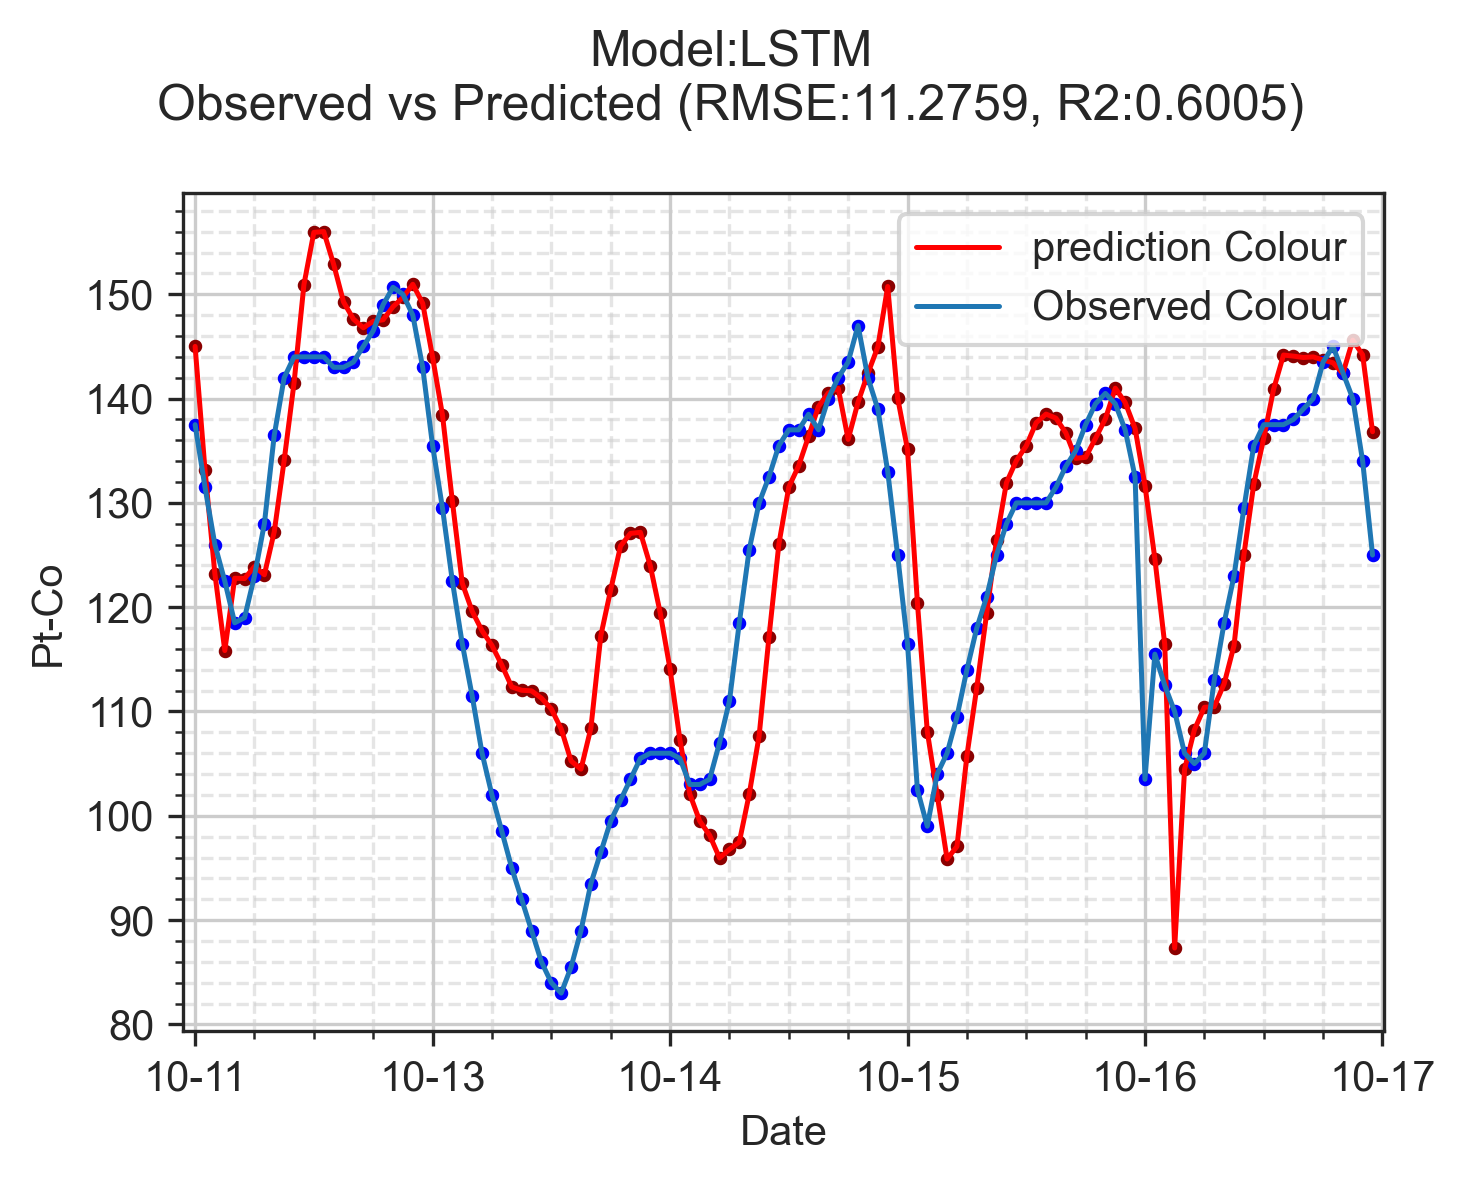 Model:LSTM
Observed vs Predicted (RMSE:11.2759, R2:0.6005)
prediction Colour
Observed Colour
150
140
130
120
110
100
90
80
Pt-Co
10-11 10-13 10-14 10-15 10-16 10-17
Date